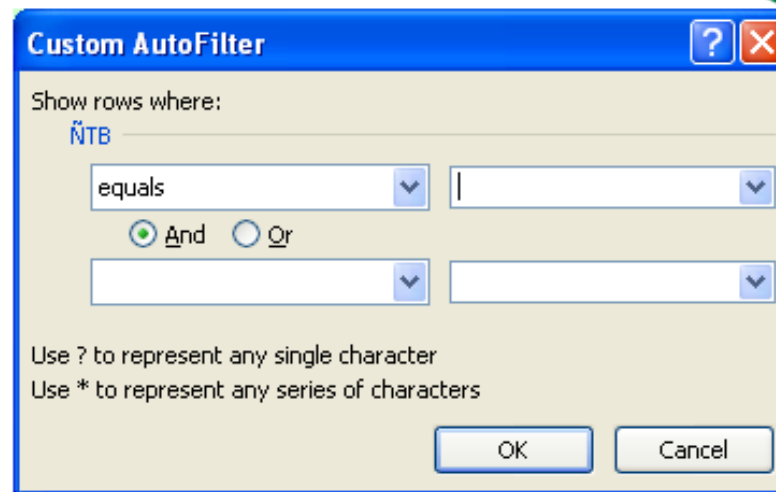 Custom AutoFilter
Show rows where:
ÑTB
equals
And Or
Use ? to represent any single character
Use * to represent any series of characters
OK Cancel